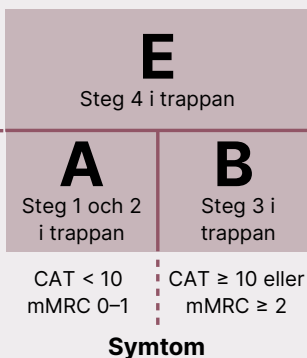 E
Steg 4 i trappan
A
Steg 1 och 2
i trappan
B
Steg 3 i
trappan
CAT < 10
mMRC 0–1
CAT ≥ 10 eller
mMRC ≥ 2
Symtom